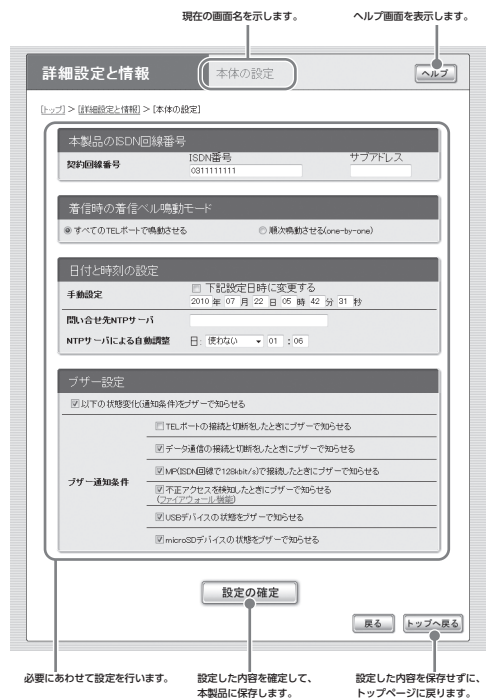 現在の画面名を示します。
ヘルプ画面を表示します。
詳細設定と情報
本体の設定
ヘルプ
[トップ] > [詳細設定と情報] > [本体の設定]
本製品のISDN回線番号
契約回線番号
ISDN番号
サブアドレス
0311111111
着信時の着信ベル鳴動モード
すべてのTELポートで鳴動させる
順次鳴動させる(one-by-one)
日付と時刻の設定
手動設定
下記設定日時に変更する
2010 年 07 月 22 日 05 時 42 分 31 秒
問い合せ先NTPサーバ
NTPサーバによる自動調整
日: 使わない 01 : 06
ブザー設定
以下の状態変化(通知条件)をブザーで知らせる
ブザー通知条件
TELポートの接続と切断をしたときにブザーで知らせる
データ通信の接続と切断をしたときにブザーで知らせる
MP(ISDN回線で128kbit/s)で接続したときにブザーで知らせる
不正アクセスを検知したときにブザーで知らせる
(ファイアウォール機能)
USBデバイスの状態をブザーで知らせる
microSDデバイスの状態をブザーで知らせる
設定の確定
戻る
トップへ戻る
必要にあわせて設定を行います。
設定した内容を確定して、
本製品に保存します。
設定した内容を保存せずに、
トップページに戻ります。